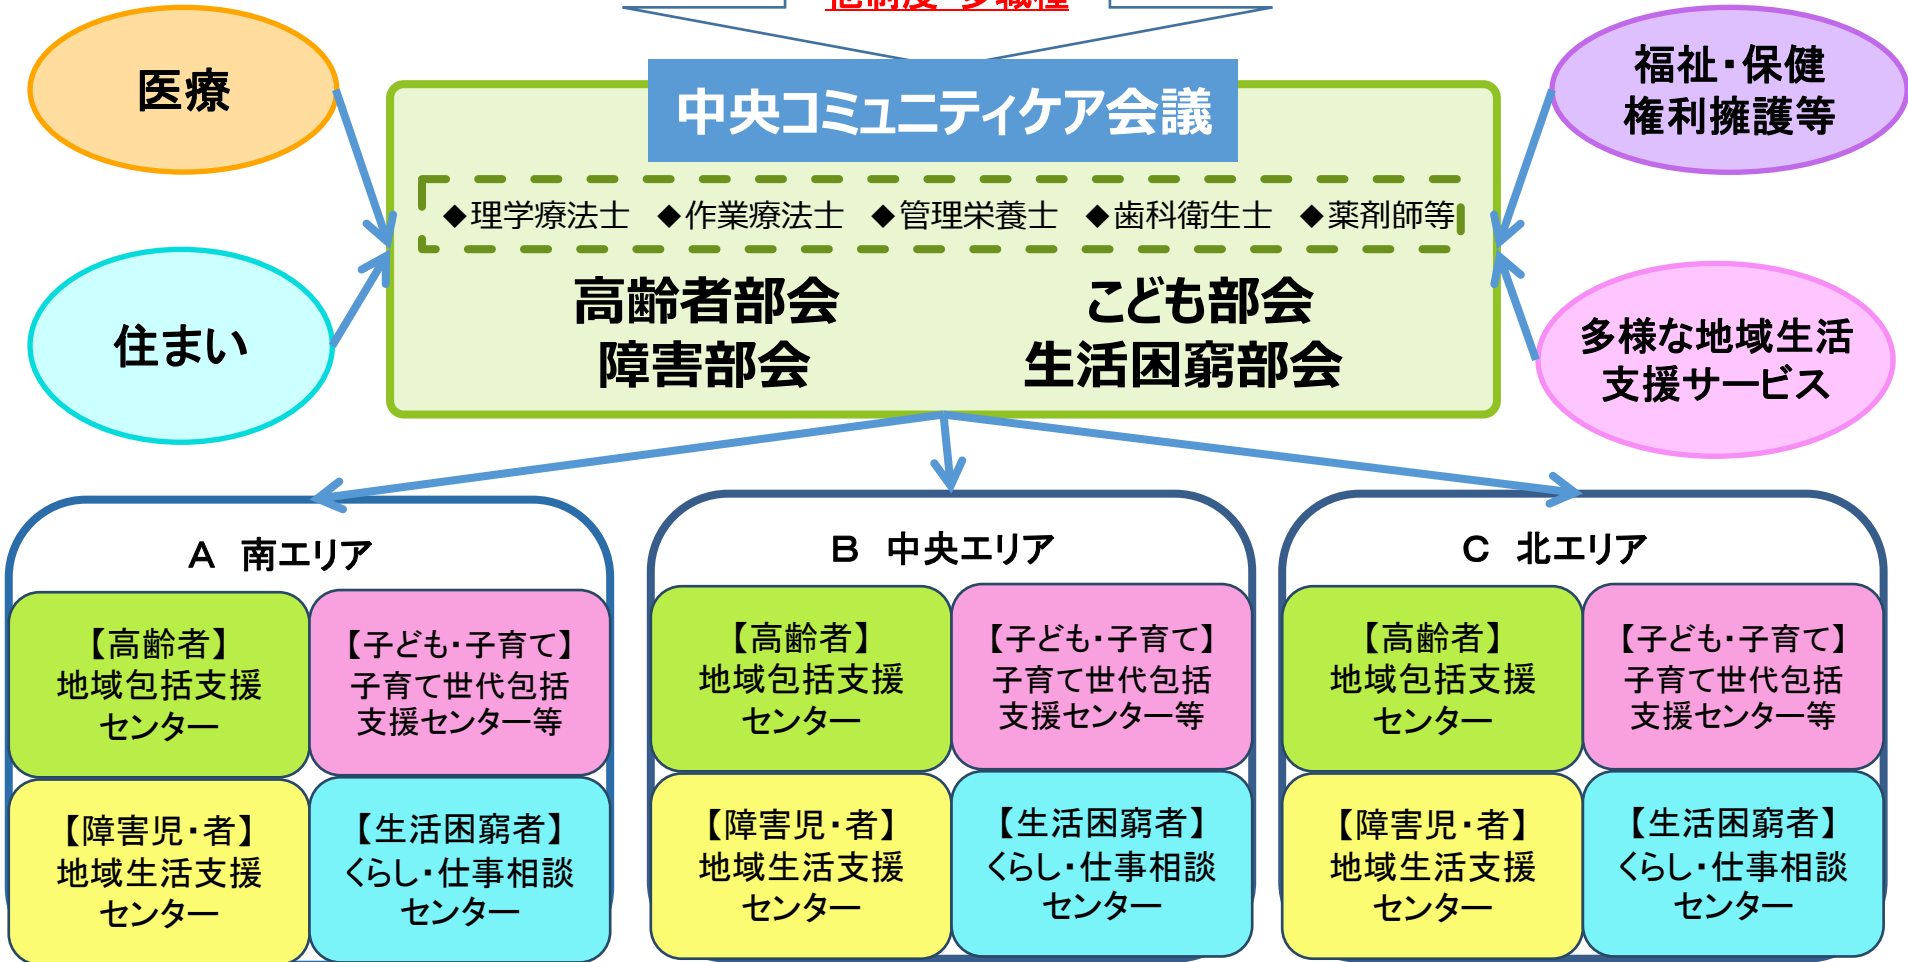 他制度・多職種
医療
福祉・保健
権利擁護等
中央コミュニティケア会議
◆理学療法士 ◆作業療法士 ◆管理栄養士 ◆歯科衛生士 ◆薬剤師等
高齢者部会 こども部会
障害部会 生活困窮部会
住まい
多様な地域生活
支援サービス
A 南エリア
【高齢者】
地域包括支援
センター
【子ども・子育て】
子育て世代包括
支援センター等
【障害児・者】
地域生活支援
センター
【生活困窮者】
くらし・仕事相談
センター
B 中央エリア
【高齢者】
地域包括支援
センター
【子ども・子育て】
子育て世代包括
支援センター等
【障害児・者】
地域生活支援
センター
【生活困窮者】
くらし・仕事相談
センター
C 北エリア
【高齢者】
地域包括支援
センター
【子ども・子育て】
子育て世代包括
支援センター等
【障害児・者】
地域生活支援
センター
【生活困窮者】
くらし・仕事相談
センター